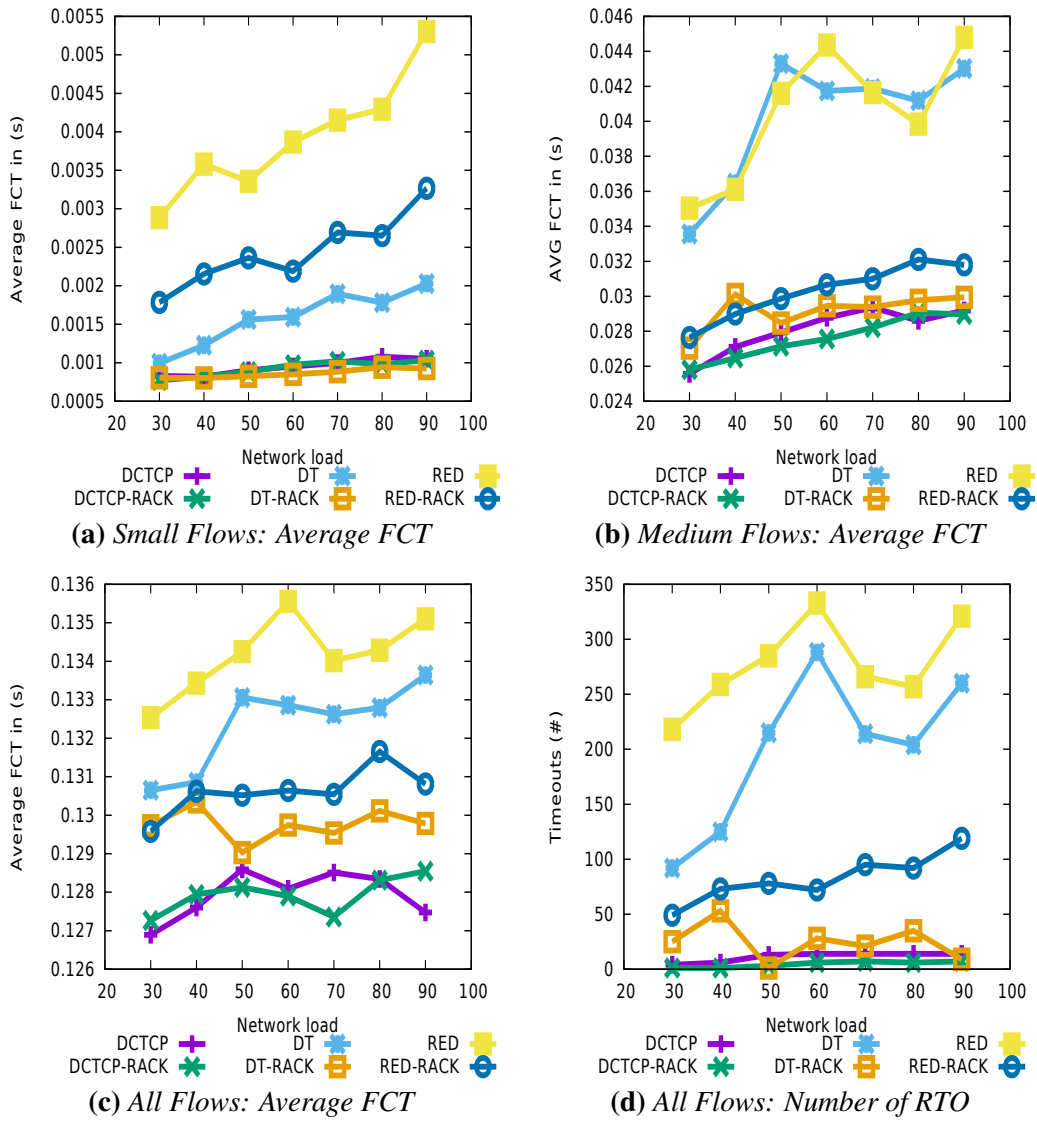 0.0055
0.005
0.0045
0.004
0.0035
0.003
0.0025
0.002
0.0015
0.001
0.0005
Average FCT in (s)
20 30 40 50 60 70 80 90 100
Network load
DCTCP DT RED
DCTCP-RACK DT-RACK RED-RACK
(a) Small Flows: Average FCT
0.046
0.044
0.042
0.04
0.038
0.036
0.034
0.032
0.03
0.028
0.026
0.024
AVG FCT in (s)
20 30 40 50 60 70 80 90 100
Network load
DCTCP DT RED
DCTCP-RACK DT-RACK RED-RACK
(b) Medium Flows: Average FCT
0.136
0.135
0.134
0.133
0.132
0.131
0.13
0.129
0.128
0.127
0.126
Average FCT in (s)
20 30 40 50 60 70 80 90 100
Network load
DCTCP DT RED
DCTCP-RACK DT-RACK RED-RACK
(c) All Flows: Average FCT
350
300
250
200
150
100
50
0
Timeouts (#)
20 30 40 50 60 70 80 90 100
Network load
DCTCP DT RED
DCTCP-RACK DT-RACK RED-RACK
(d) All Flows: Number of RTO